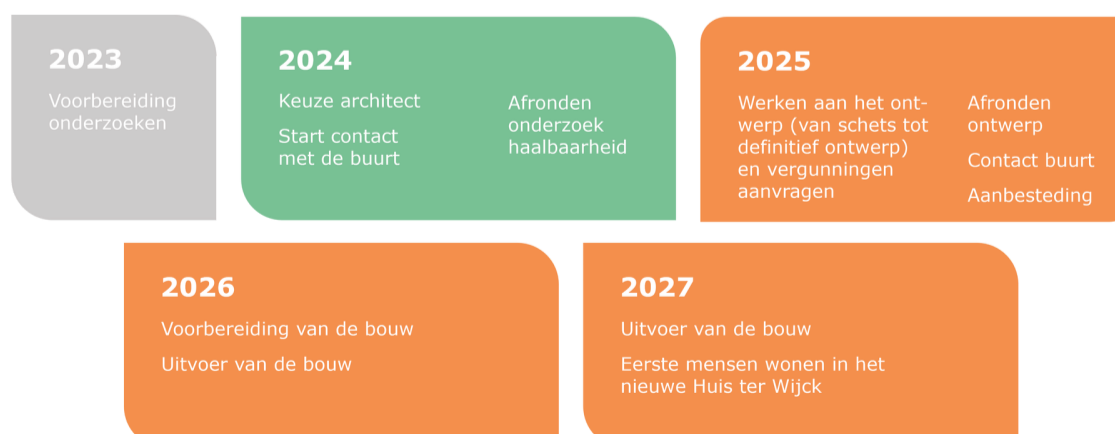 2023
Voorbereiding
onderzoeken
2024
Keuze architect
Start contact
met de buurt
Afronden
onderzoek
haalbaarheid
2025
Werken aan het ont-
werp (van schets tot
definitief ontwerp)
en vergunningen
aanvragen
Afronden
ontwerp
Contact buurt
Aanbesteding
2026
Voorbereiding van de bouw
Uitvoer van de bouw
2027
Uitvoer van de bouw
Eerste mensen wonen in het
nieuwe Huis ter Wijck